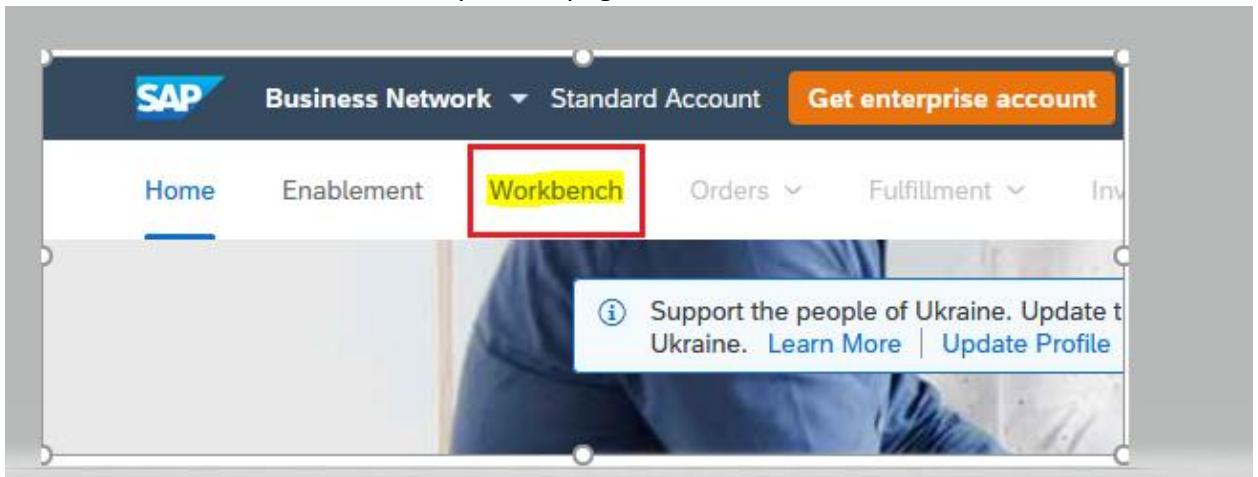 SAP Business Network Standard Account Get enterprise account
Home Enablement Workbench Orders Fulfillment Inv
Support the people of Ukraine. Update t
Ukraine. Learn More | Update Profile